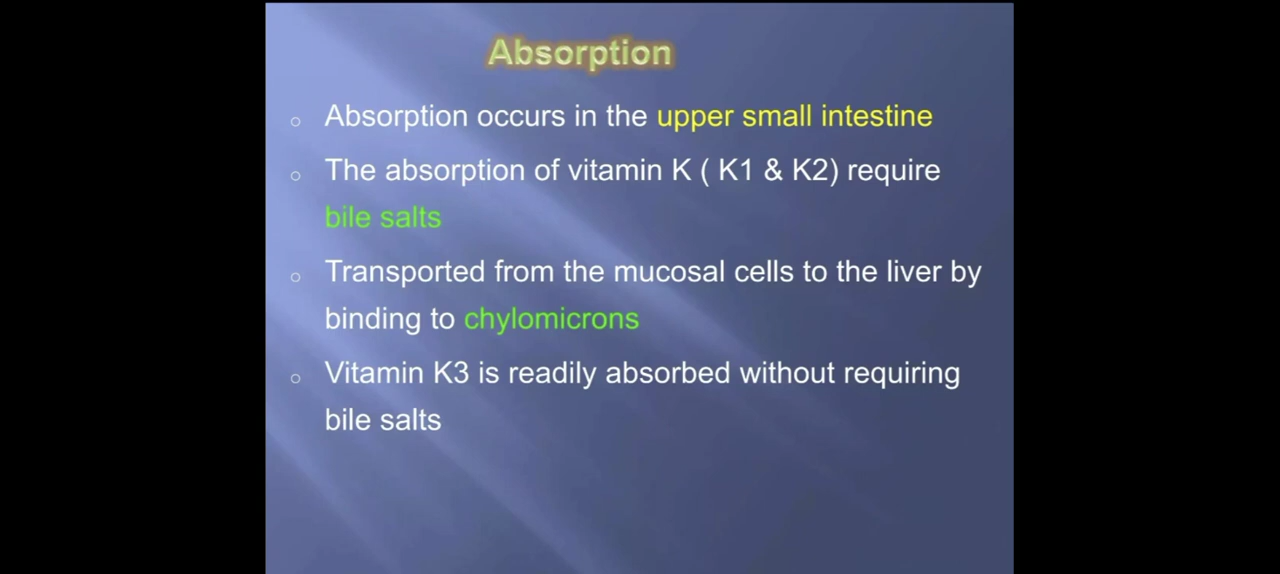 Absorption
Absorption occurs in the upper small intestine
The absorption of vitamin K ( K1 & K2) require
bile salts
Transported from the mucosal cells to the liver by
binding to chylomicrons
Vitamin K3 is readily absorbed without requiring
bile salts